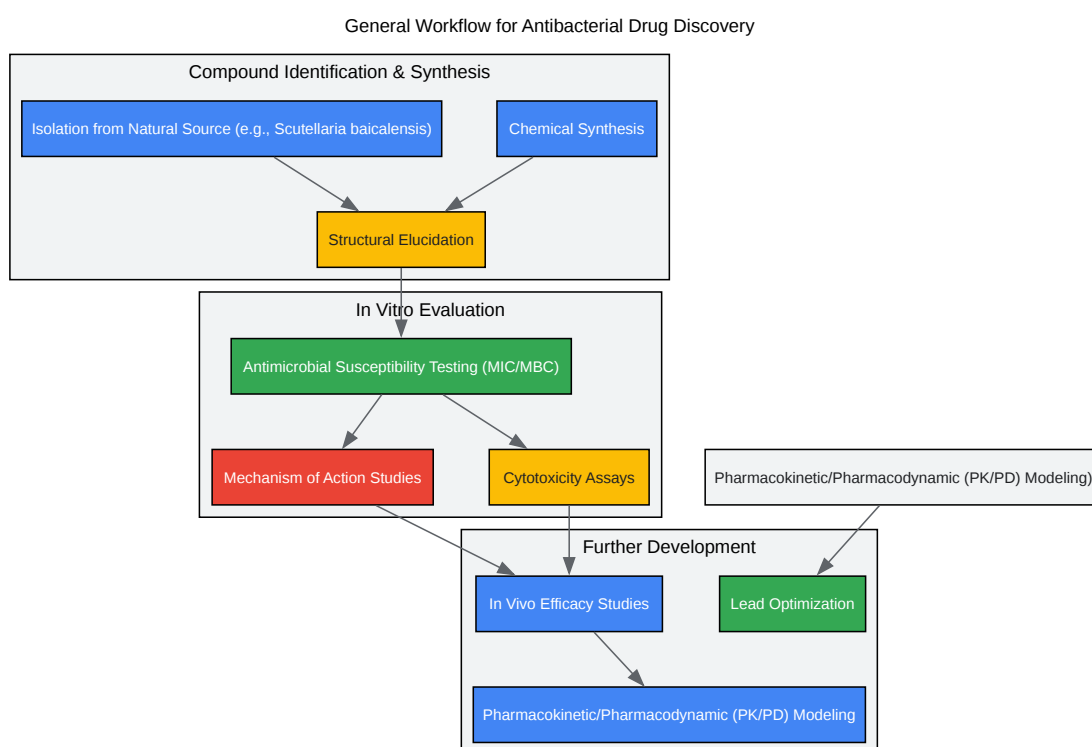 General Workflow for Antibacterial Drug Discovery
Compound Identification & Synthesis
Isolation from Natural Source (e.g., Scutellaria baicalensis)
Chemical Synthesis
Structural Elucidation
In Vitro Evaluation
Antimicrobial Susceptibility Testing (MIC/MBC)
Mechanism of Action Studies
Cytotoxicity Assays
Pharmacokinetic/Pharmacodynamic (PK/PD) Modeling)
Further Development
In Vivo Efficacy Studies
Lead Optimization
Pharmacokinetic/Pharmacodynamic (PK/PD) Modeling